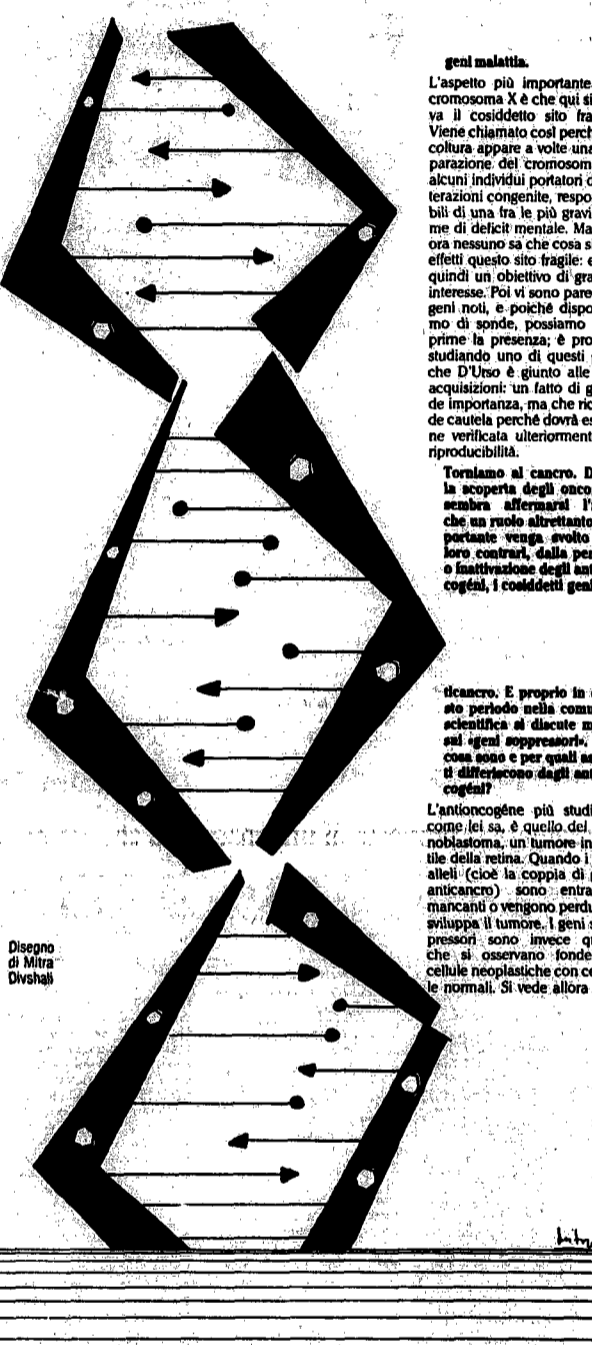 geni malattia.
L'aspetto più importante
cromosoma X è che qui si
va il cosiddetto sito fra
Viene chiamato così perch
coltura appare a volte una
parazione del cromosom
alcuni individui portatori d
terazioni congenite, respo
bili di una fra le più gravi
me di deficit mentale. Ma
ora nessuno sa che cosa s
effetti questo sito fragile: e
quindi un obiettivo di gra
interesse. Poi vi sono pare
geni noti, e poiché dispo
mo di sonde, possiamo
prime la presenza; è pro
studiando uno di questi
che D'Urso è giunto alle
acquisizioni: un fatto di g
de importanza, ma che ric
de cautela perché dovrà es
ne verificata ulteriorment
riproducibilità.
Torniamo al cancro. D
la scoperta degli onco
sembra affermarsi l'
che un ruolo altrettanto
portante venga svolto
loro contrari, dalla per
o inattivazione degli ant
cogéni, i cosiddetti geni
ticancro. E proprio in
sto periodo nella comu
scientifica si discute m
sui «geni soppressori».
cosa sono e per quali as
ti differiscono dagli ant
cogéni?
L'antioncogéne più studi
come lei sa, è quello del
noblastoma, un tumore in
tile della retina. Quando i
alleli (cioè la coppia di
anticancro) sono entra
mancanti o vengono perdu
sviluppa il tumore. I geni s
pressori sono invece qu
che si osservano fonde
cellule neoplastiche con ce
le normali. Si vede allora
Disegno
di Mitra
Divshali